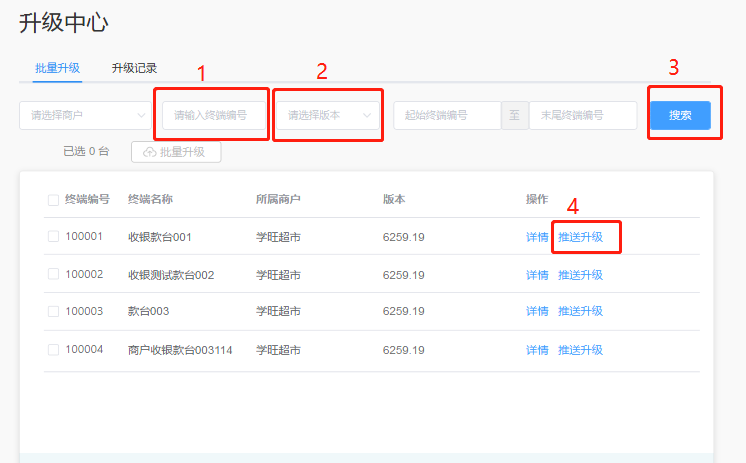 升级中心
批量升级 升级记录
1 2 3
请选择商户 请输入终端编号 请选择版本 起始终端编号 至 末尾终端编号 搜索
已选 0 台 批量升级
终端编号 终端名称 所属商户 版本 操作
4
100001 收银款台001 学旺超市 6259.19 详情 推送升级
100002 收银测试款台002 学旺超市 6259.19 详情 推送升级
100003 款台003 学旺超市 6259.19 详情 推送升级
100004 商户收银款台003114 学旺超市 6259.19 详情 推送升级